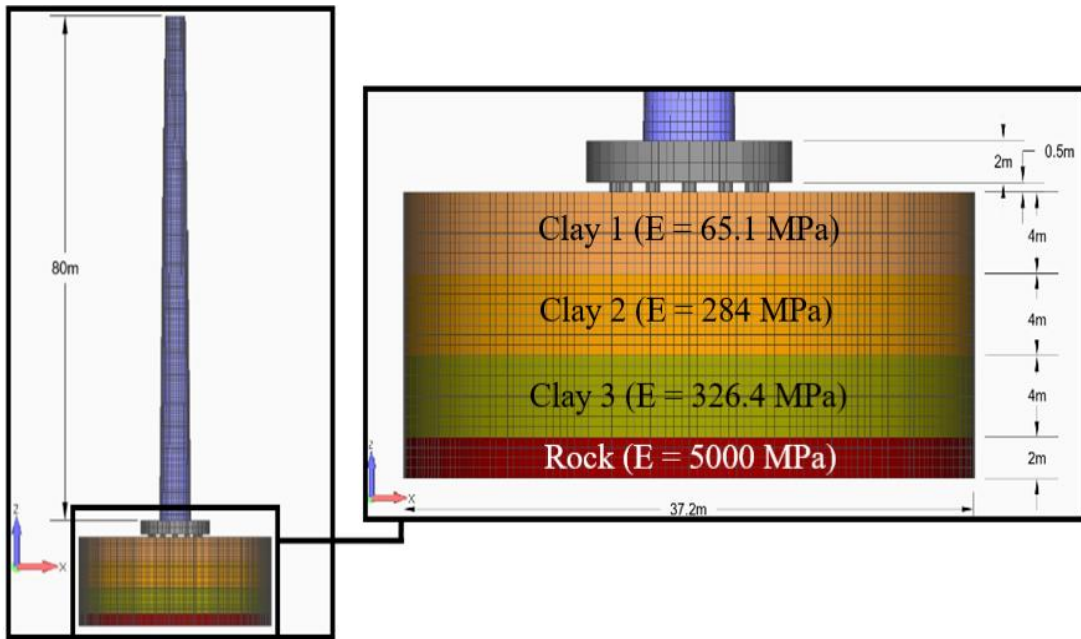 80m
Z
X
2m
0.5m
Clay 1 (E = 65.1 MPa)
4m
Clay 2 (E = 284 MPa)
4m
Clay 3 (E = 326.4 MPa)
4m
Rock (E = 5000 MPa)
2m
Z
X
37.2m